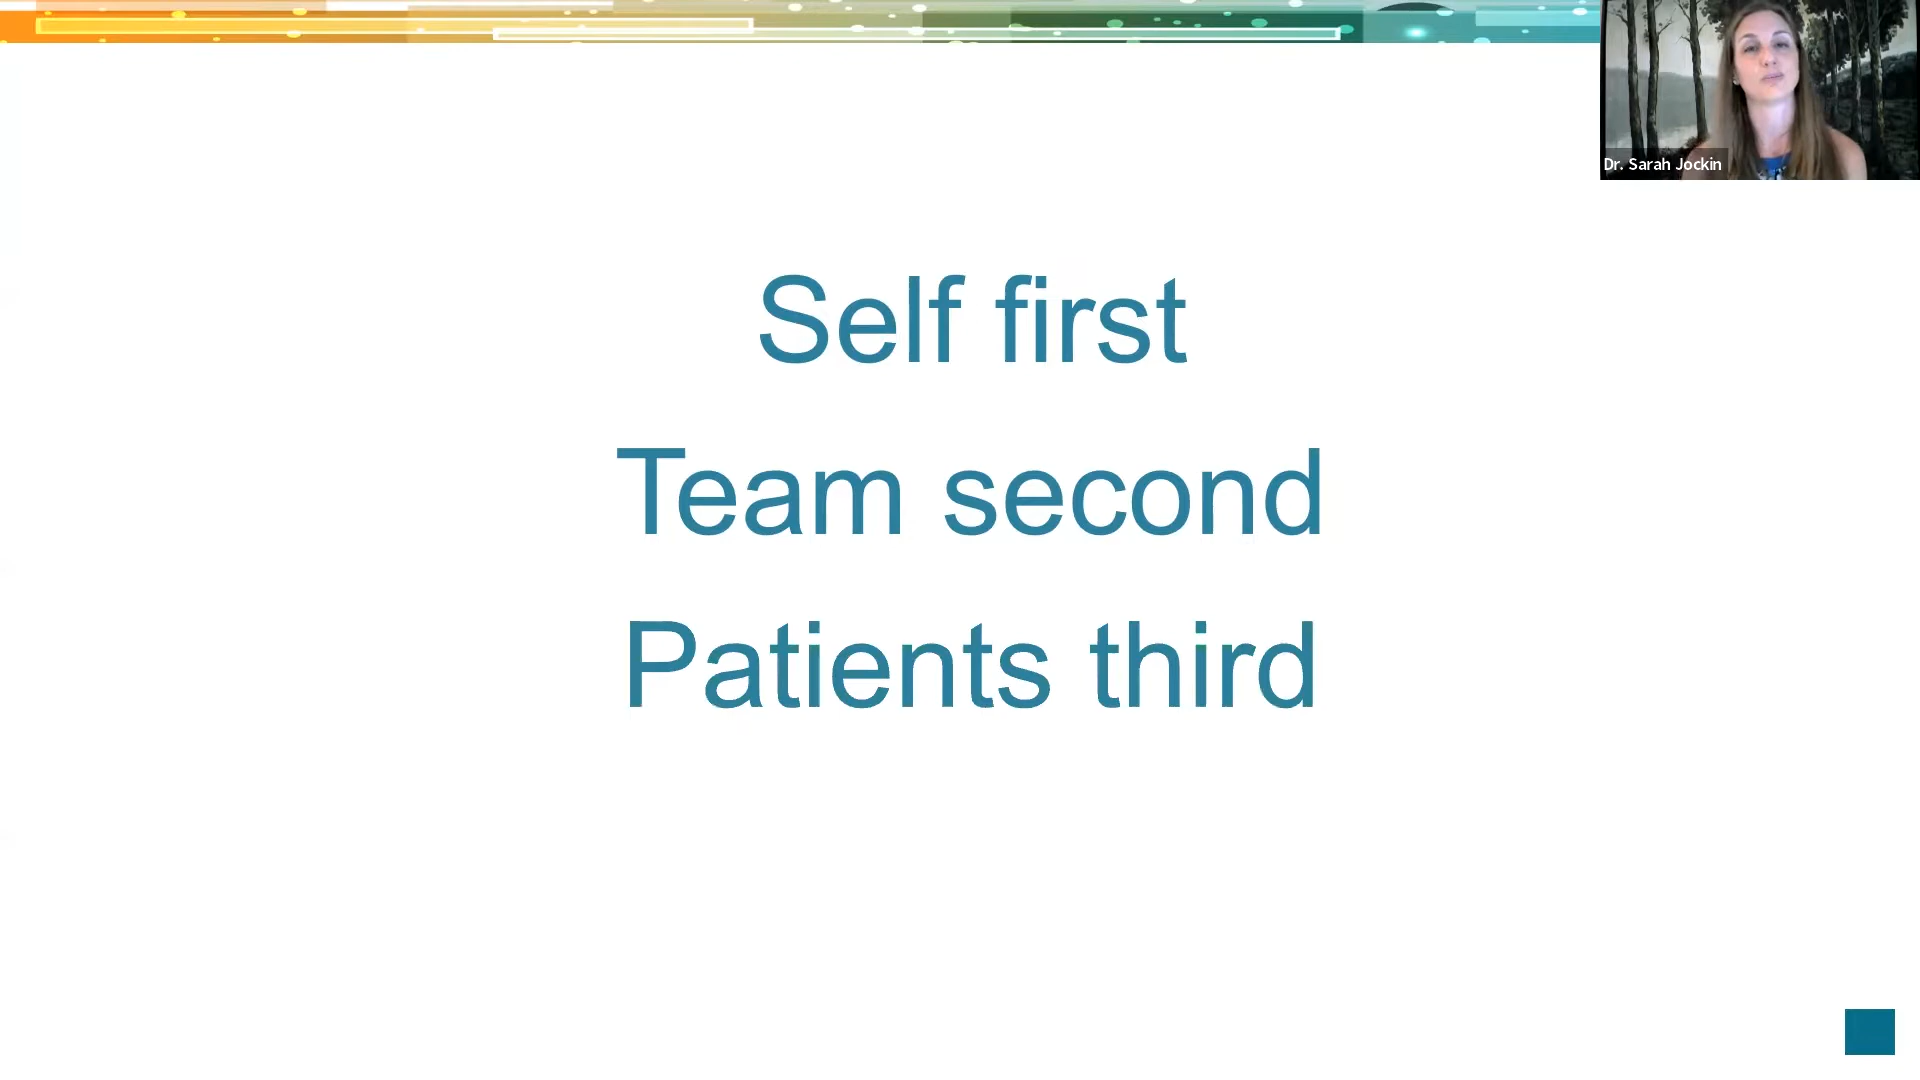 Dr. Sarah Jockin
Self first
Team second
Patients third